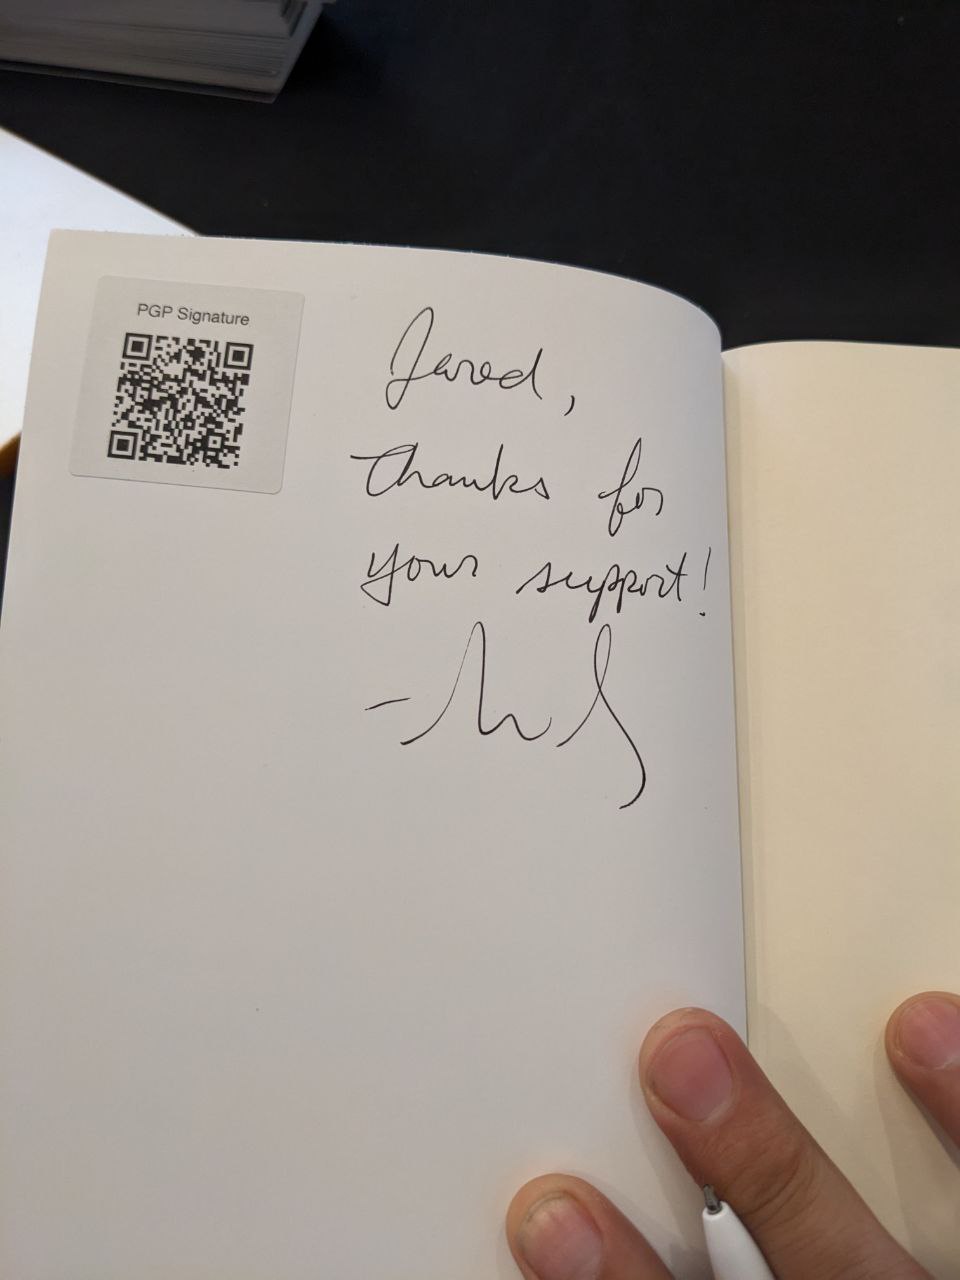 PGP Signature
Jared,
thanks for
your support!